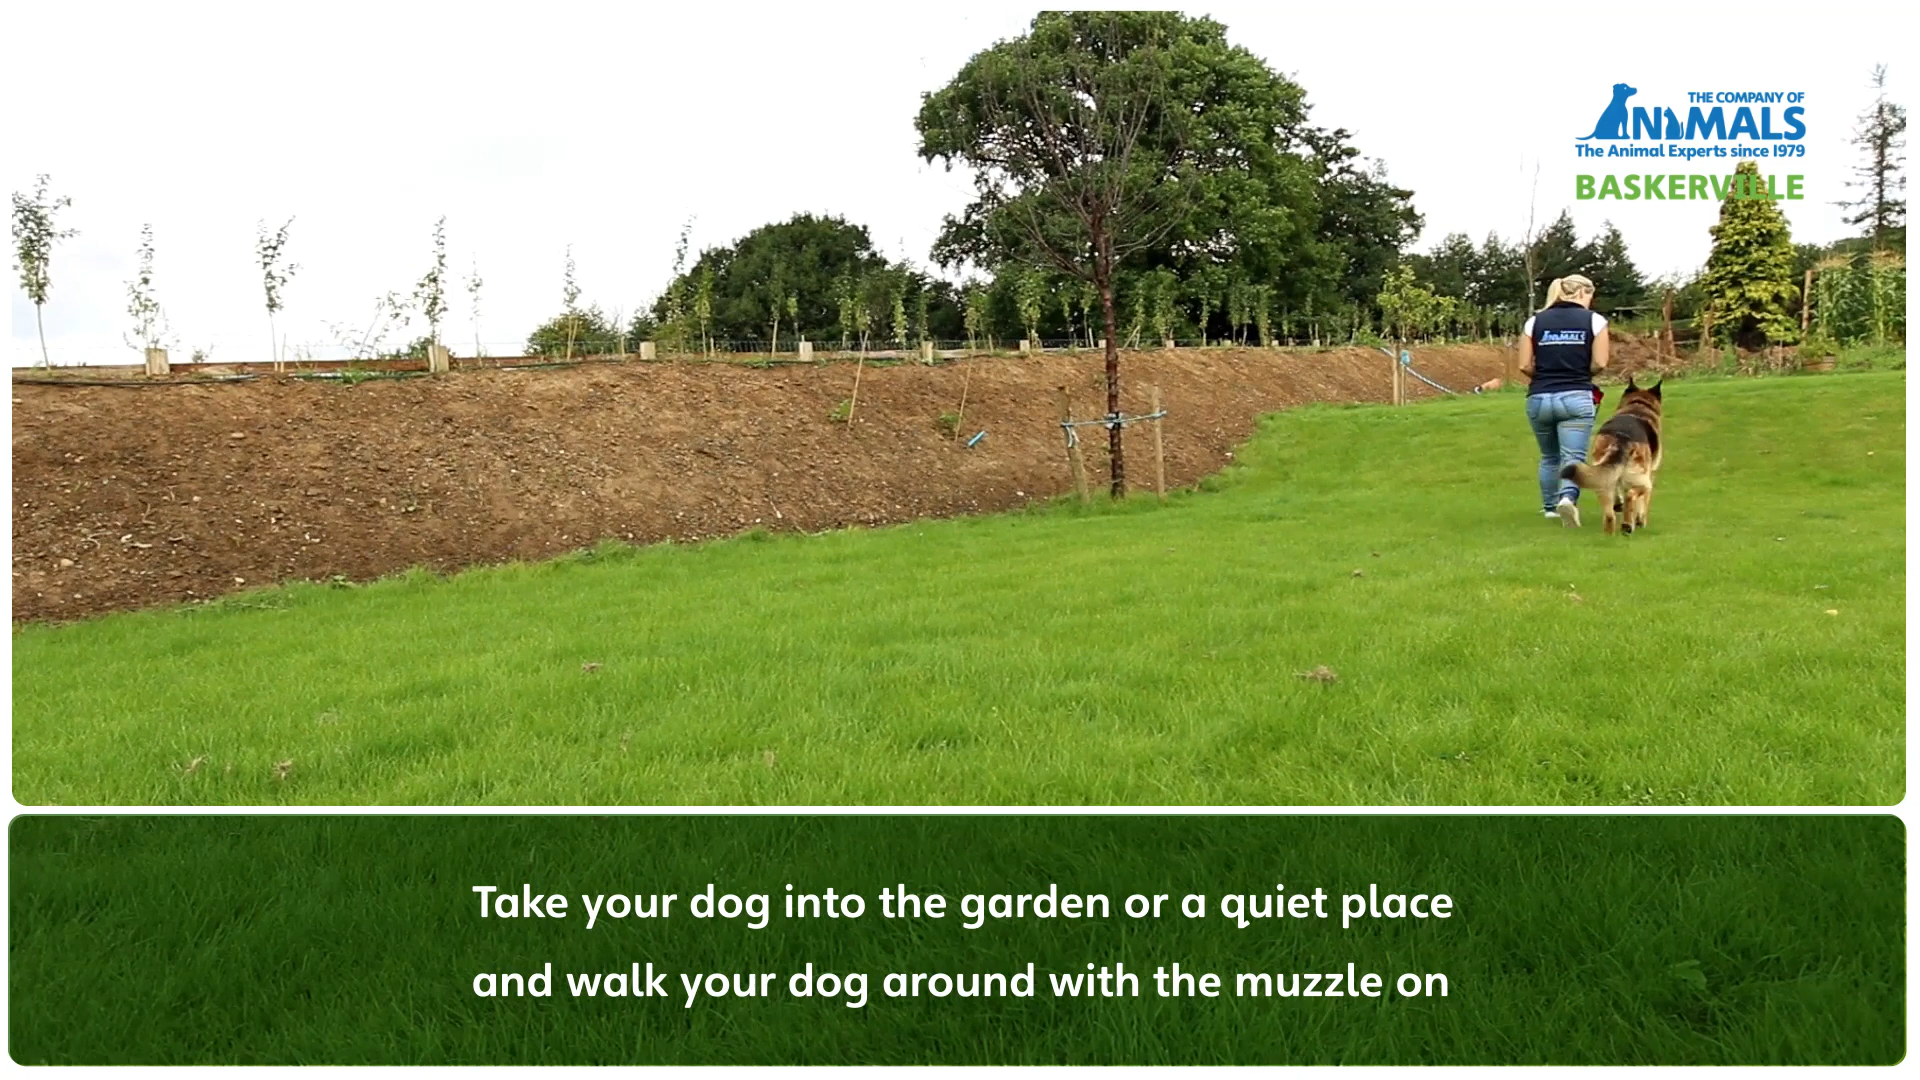 THE COMPANY OF
ANIMALS
The Animal Experts since 1979
BASKERVILLE
ANIMALS
Take your dog into the garden or a quiet place
and walk your dog around with the muzzle on